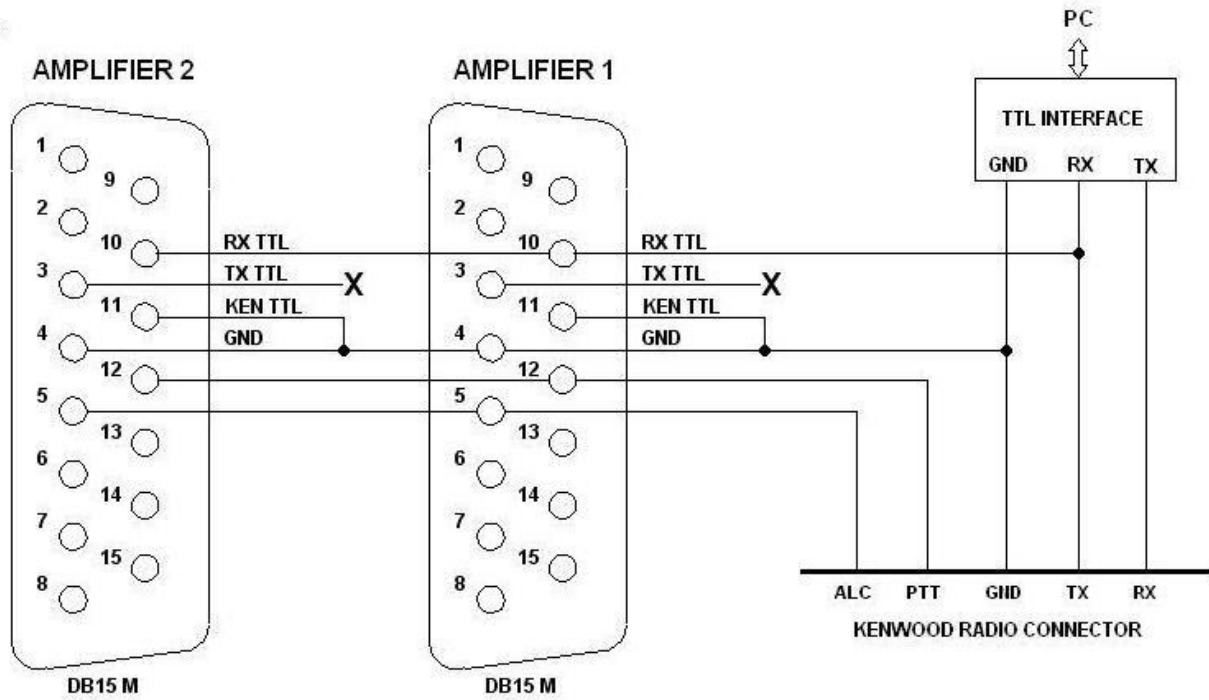 PC
AMPLIFIER 2
AMPLIFIER 1
TTL INTERFACE
GND RX TX
1
9
2
10
3
11
4
12
5
13
6
14
7
15
8
RX TTL
TX TTL
X
KEN TTL
GND
DB15 M
1
9
2
10
3
11
4
12
5
13
6
14
7
15
8
RX TTL
TX TTL
X
KEN TTL
GND
DB15 M
ALC PTT GND TX RX
KENWOOD RADIO CONNECTOR